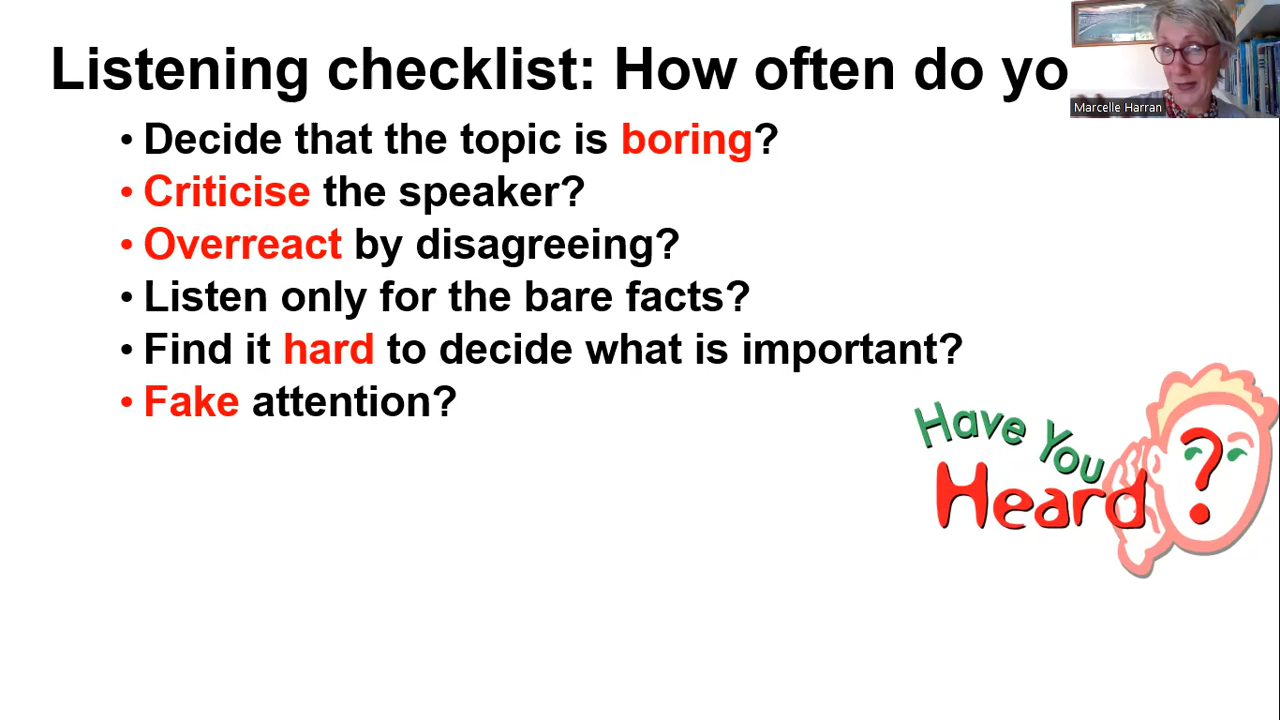 Listening checklist: How often do yo
Marcelle Harran
• Decide that the topic is boring?
• Criticise the speaker?
• Overreact by disagreeing?
• Listen only for the bare facts?
• Find it hard to decide what is important?
• Fake attention?
Have You
Heard
?